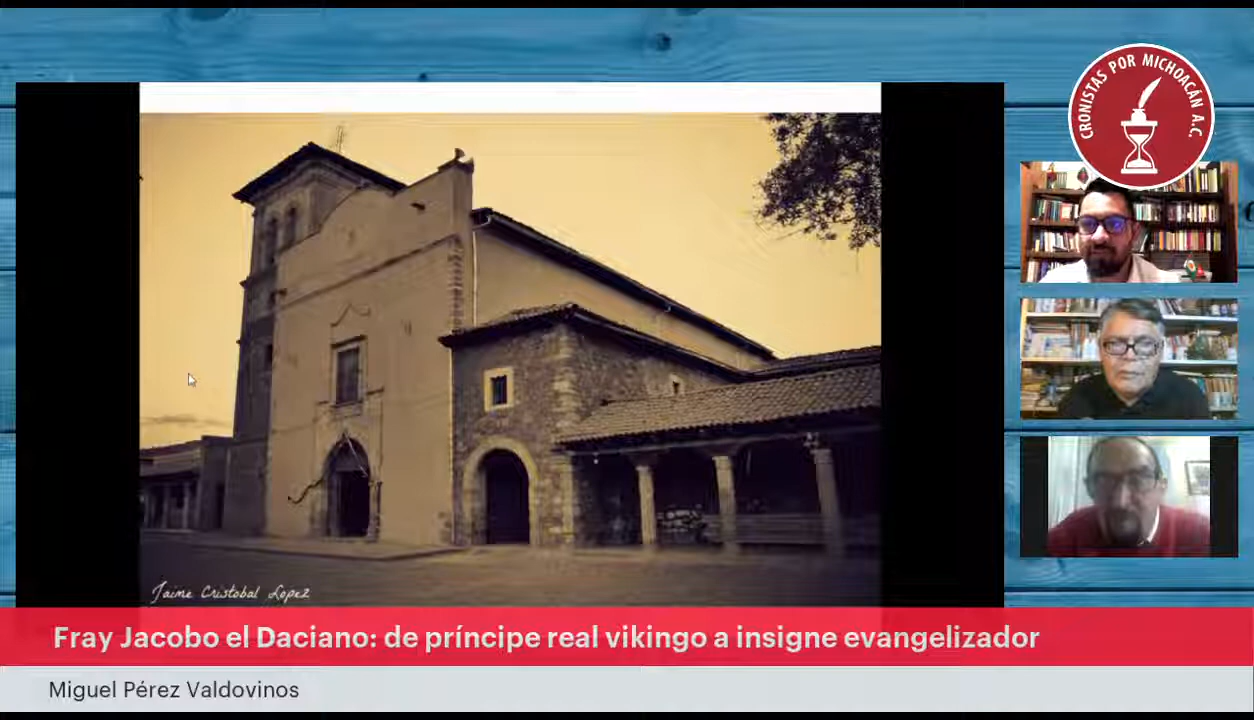 CRONISTAS POR MICHOACÁN A.C.
Jaime Cristobal Lopez
Fray Jacobo el Daciano: de príncipe real vikingo a insigne evangelizador
Miguel Pérez Valdovinos